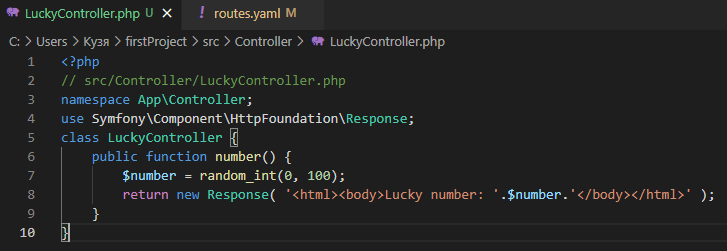 LuckyController.php U × ! routes.yaml M
C: > Users > Кузя > firstProject > src > Controller > LuckyController.php
1 <?php
2 // src/Controller/LuckyController.php
3 namespace App\Controller;
4 use Symfony\Component\HttpFoundation\Response;
5 class LuckyController {
6 public function number() {
7 $number = random_int(0, 100);
8 return new Response( '<html><body>Lucky number: '.$number.'</body></html>' );
9 }
10 }